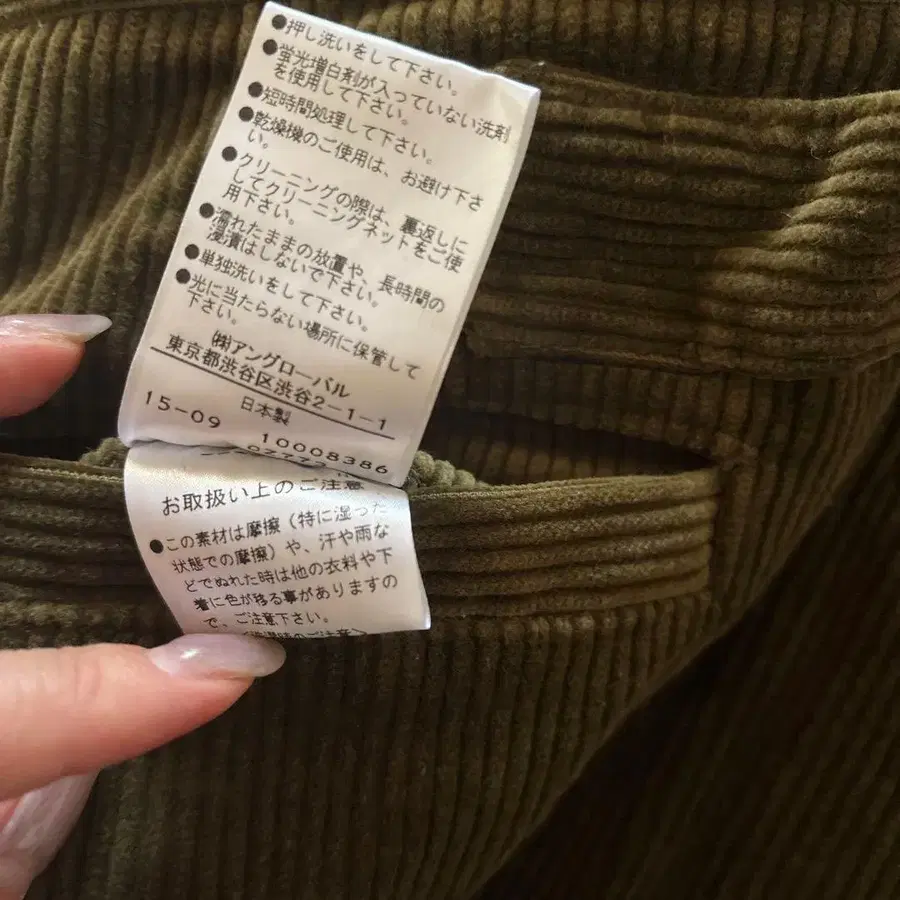 ●押し洗いをして下さい。
●蛍光増白剤が入っていない洗剤
を使用して下さい。
●短時間処理して下さい。
●乾燥機のご使用は、お避け下さ
い。
●クリーニングの際は、裏返しに
してクリーニングネットをご使
用下さい。
●濡れたままの放置や、長時間の
浸漬はしないで下さい。
●単独洗いをして下さい。
●光に当たらない場所に保管して
下さい。
㈱アングローバル
東京都渋谷区渋谷2-1-1
日本製
15-09
10008386
お取扱い上のご注意
●この素材は摩擦（特に湿った
状態での摩擦）や、汗や雨な
どでぬれた時は他の衣料や下
着に色が移る事がありますの
で、ご注意下さい。